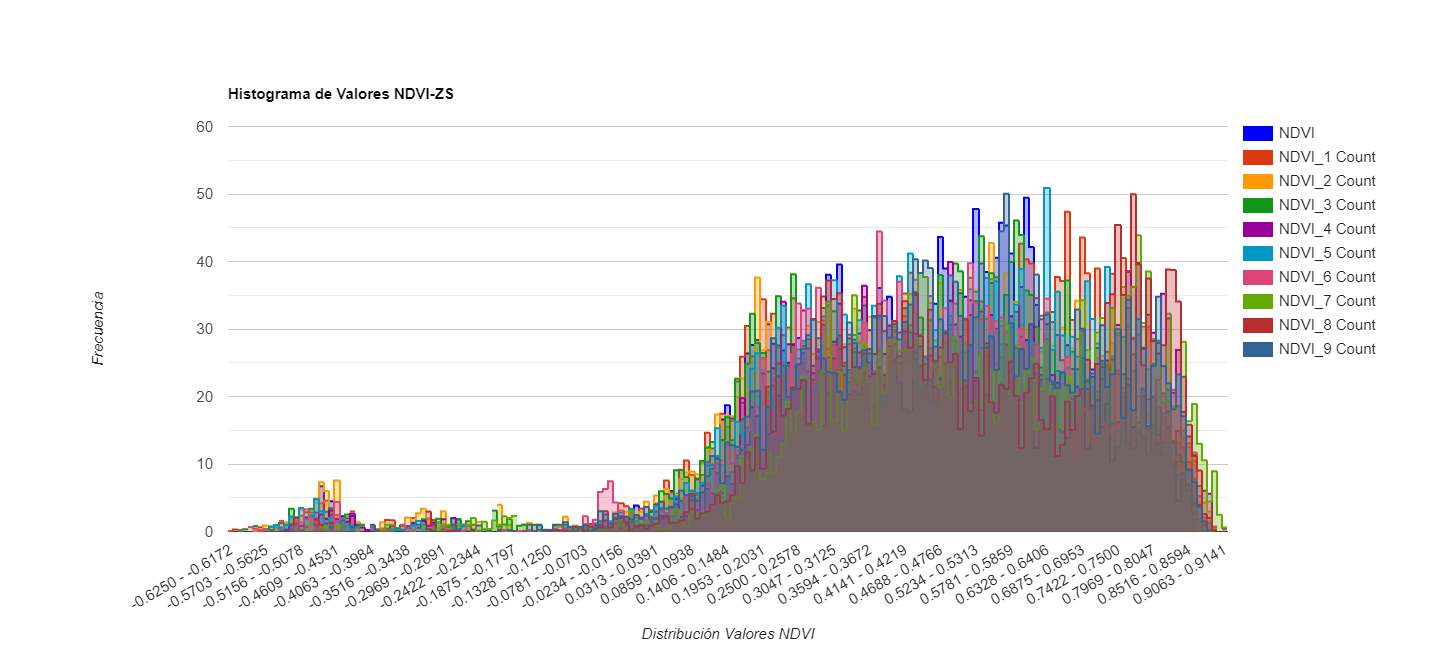 Histograma de Valores NDVI-ZS
Frecuencia
60
50
40
30
20
10
0
NDVI
NDVI_1 Count
NDVI_2 Count
NDVI_3 Count
NDVI_4 Count
NDVI_5 Count
NDVI_6 Count
NDVI_7 Count
NDVI_8 Count
NDVI_9 Count
-0.6250 - -0.6172
-0.5703 - -0.5625
-0.5156 - -0.5078
-0.4609 - -0.4531
-0.4063 - -0.3984
-0.3516 - -0.3438
-0.2969 - -0.2891
-0.2422 - -0.2344
-0.1875 - -0.1797
-0.1328 - -0.1250
-0.0781 - -0.0703
-0.0234 - -0.0156
0.0313 - 0.0391
0.0859 - 0.0938
0.1406 - 0.1484
0.1953 - 0.2031
0.2500 - 0.2578
0.3047 - 0.3125
0.3594 - 0.3672
0.4141 - 0.4219
0.4688 - 0.4766
0.5234 - 0.5313
0.5781 - 0.5859
0.6328 - 0.6406
0.6875 - 0.6953
0.7422 - 0.7500
0.7969 - 0.8047
0.8516 - 0.8594
0.9063 - 0.9141
Distribución Valores NDVI